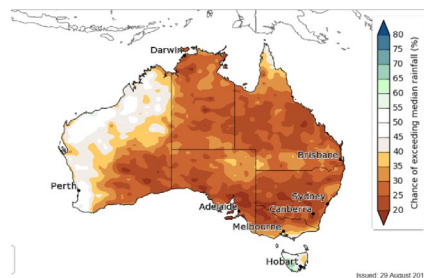 Darwin
Brisbane
Perth
Sydney
Adelaide
Canberra
Melbourne
Hobart
80
75
70
65
60
55
50
45
40
35
30
25
20
Chance of exceeding median rainfall (%)
Issued: 29 August 201